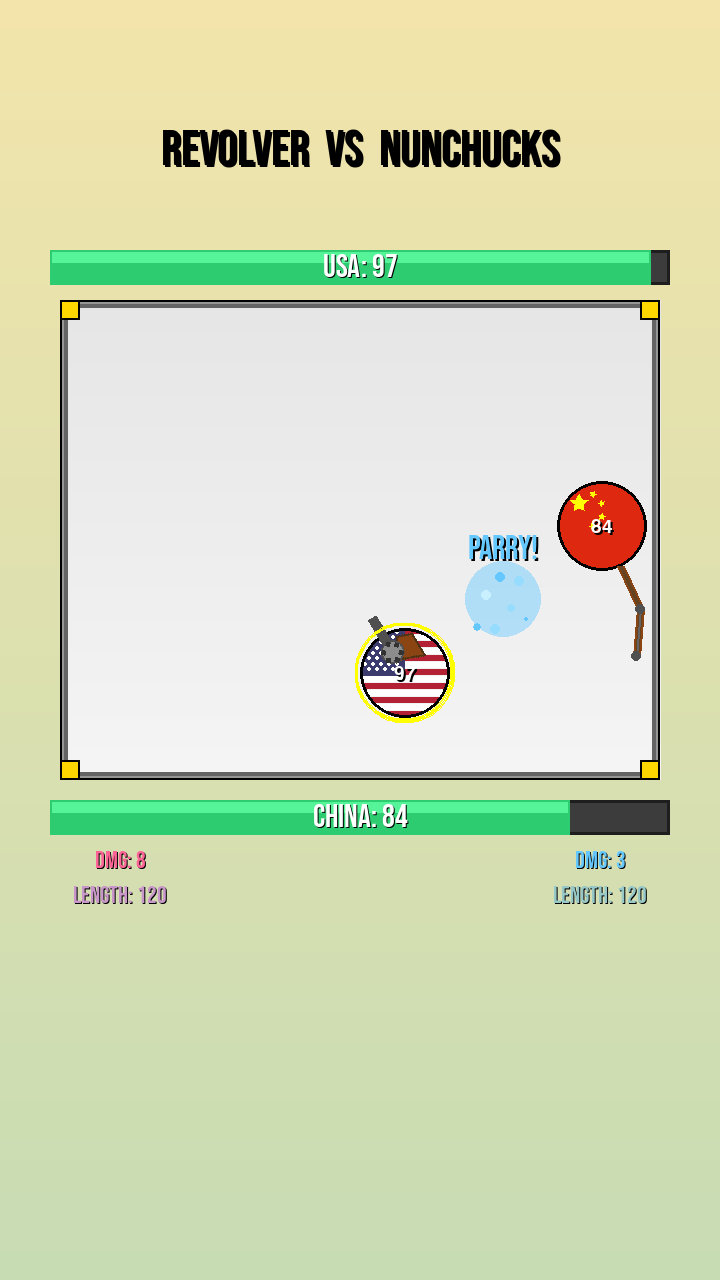 REVOLVER VS NUNCHUCKS
USA: 97
84
PARRY!
97
CHINA: 84
DMG: 8
DMG: 3
LENGTH: 120
LENGTH: 120